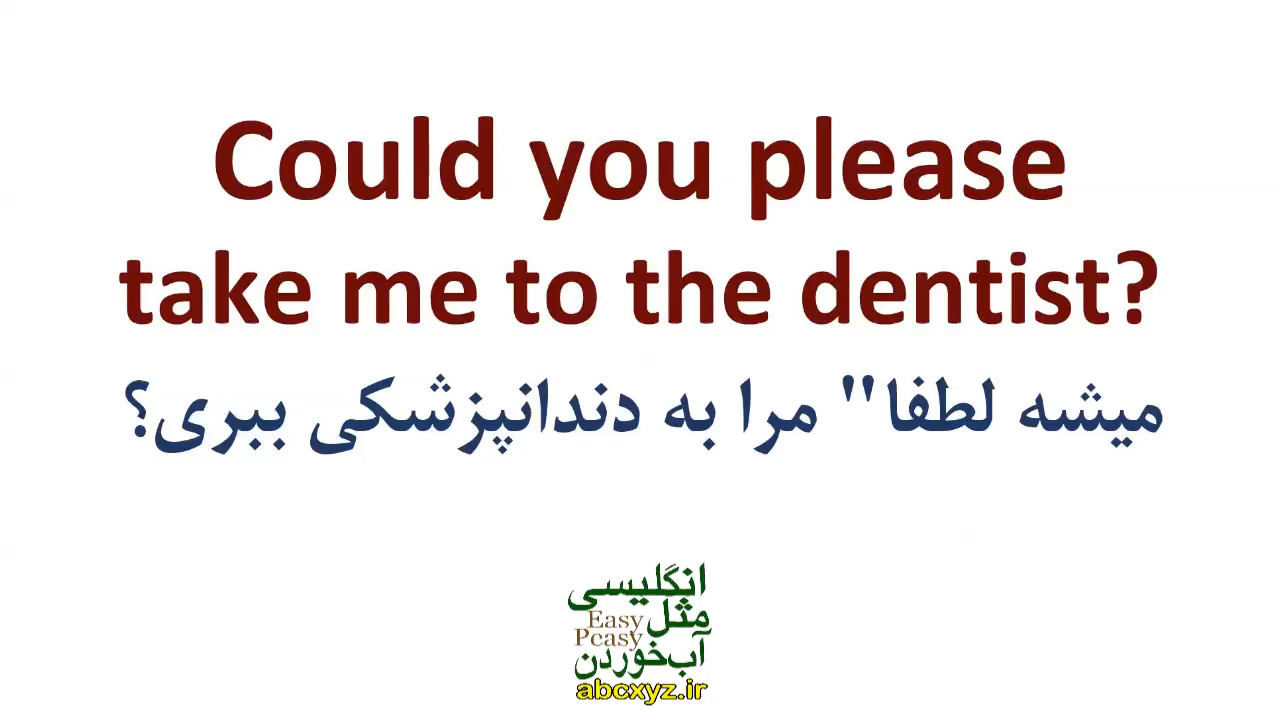 Could you please
take me to the dentist?
میشه لطفا" مرا به دندانپزشکی ببری؟
انگلیسی
مثل
Easy
Peasy
آب‌خوردن
abcxyz.ir